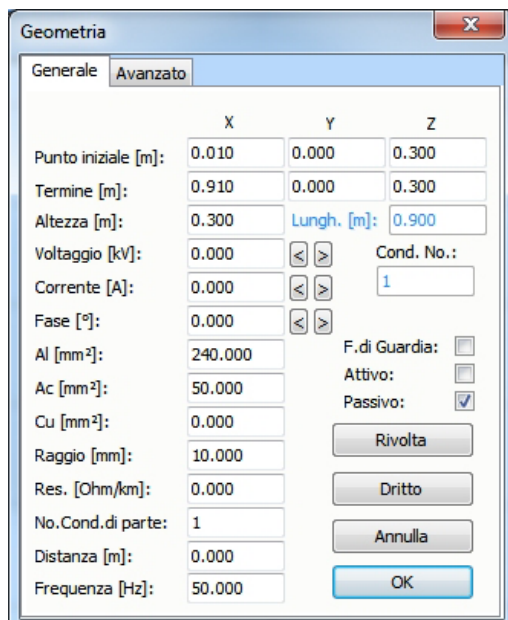 Geometria
Generale Avanzato
X Y Z
Punto iniziale [m]: 0.010 0.000 0.300
Termine [m]: 0.910 0.000 0.300
Altezza [m]: 0.300 Lungh. [m]: 0.900
Voltaggio [kV]: 0.000 < > Cond. No.:
Corrente [A]: 0.000 < > 1
Fase [º]: 0.000 < >
Al [mm²]: 240.000 F.di Guardia:
Ac [mm²]: 50.000 Attivo:
Cu [mm²]: 0.000 Passivo:
Raggio [mm]: 10.000 Rivolta
Res. [Ohm/km]: 0.000 Dritto
No.Cond.di parte: 1 Annulla
Distanza [m]: 0.000
Frequenza [Hz]: 50.000 OK